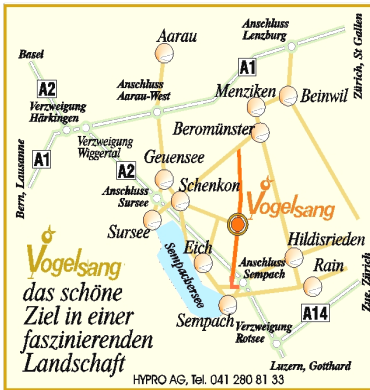 Aarau
Anschluss
Lenzburg
Zürich, St Gallen
Basel
A2
A1
Verzweigung
Härkingen
Anschluss
Aarau-West
Menziken
Beinwil
Beromünster
Verzweigung
Wiggertal
A1
Bern, Lausanne
A2
Geuensee
Anschluss
Sursee
Schenkon
Vogelsang
Sursee
Eich
Sempachersee
Hildisrieden
Anschluss
Sempach
Rain
Zug, Zürich
Sempach
A14
Verzweigung
Rotsee
Luzern, Gotthard
Vogelsang
das schöne
Ziel in einer
faszinierenden
Landschaft
HYPRO AG, Tel. 041 280 81 33